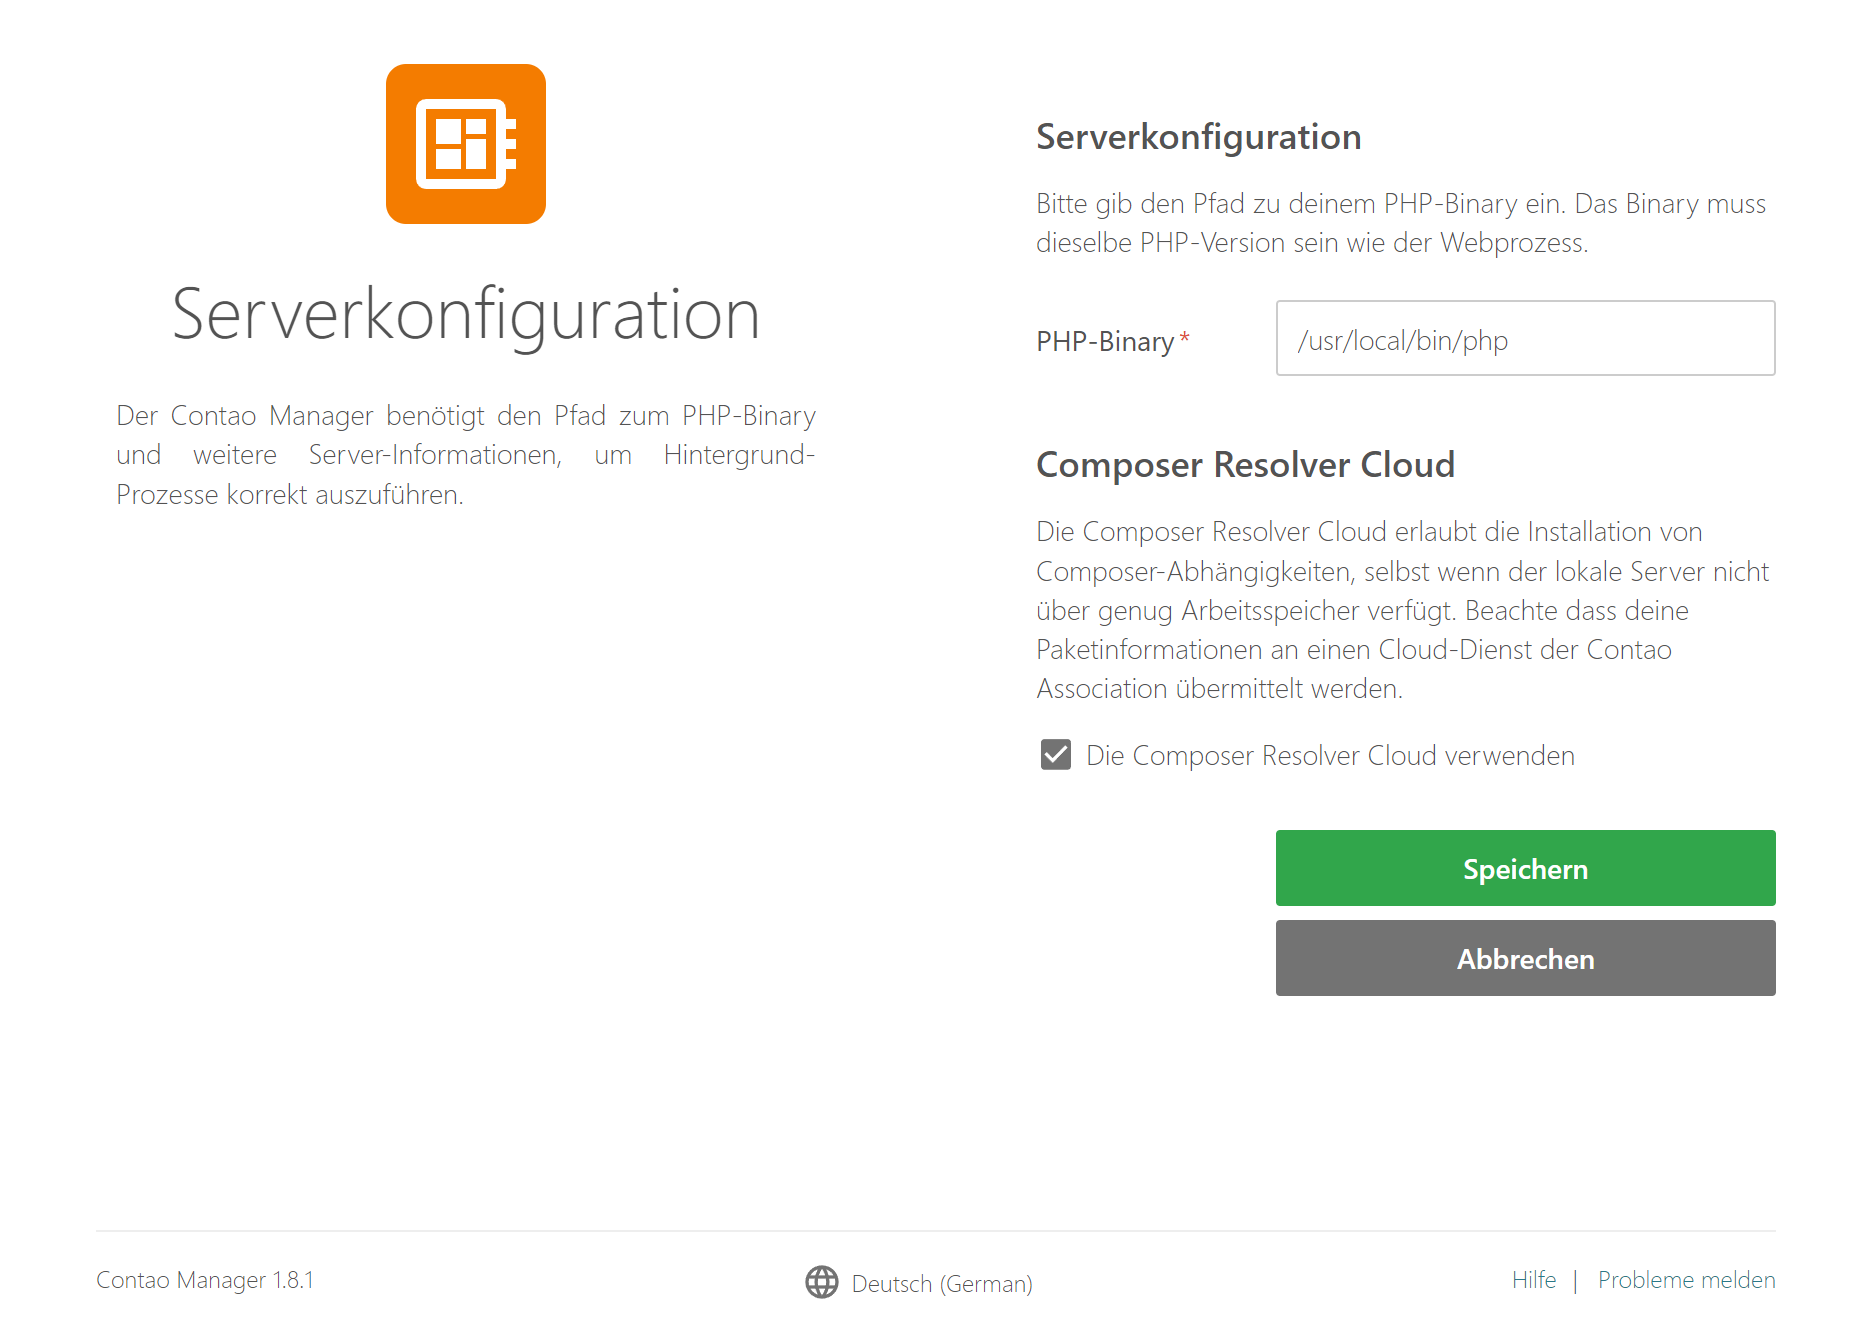 Serverkonfiguration
Der Contao Manager benötigt den Pfad zum PHP-Binary
und weitere Server-Informationen, um Hintergrund-
Prozesse korrekt auszuführen.
Serverkonfiguration
Bitte gib den Pfad zu deinem PHP-Binary ein. Das Binary muss
dieselbe PHP-Version sein wie der Webprozess.
PHP-Binary*
/usr/local/bin/php
Composer Resolver Cloud
Die Composer Resolver Cloud erlaubt die Installation von
Composer-Abhängigkeiten, selbst wenn der lokale Server nicht
über genug Arbeitsspeicher verfügt. Beachte dass deine
Paketinformationen an einen Cloud-Dienst der Contao
Association übermittelt werden.
Die Composer Resolver Cloud verwenden
Speichern
Abbrechen
Contao Manager 1.8.1
Deutsch (German)
Hilfe | Probleme melden